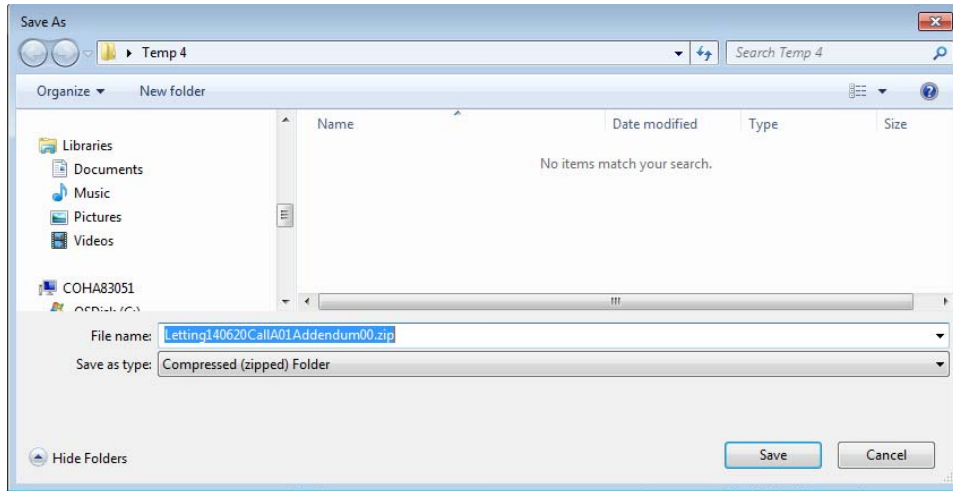 Save As
Temp 4
Search Temp 4
Organize
New folder
Name
Date modified
Type
Size
No items match your search.
Libraries
Documents
Music
Pictures
Videos
COHA83051
File name: Letting140620CallA01Addendum00.zip
Save as type: Compressed (zipped) Folder
Hide Folders
Save
Cancel